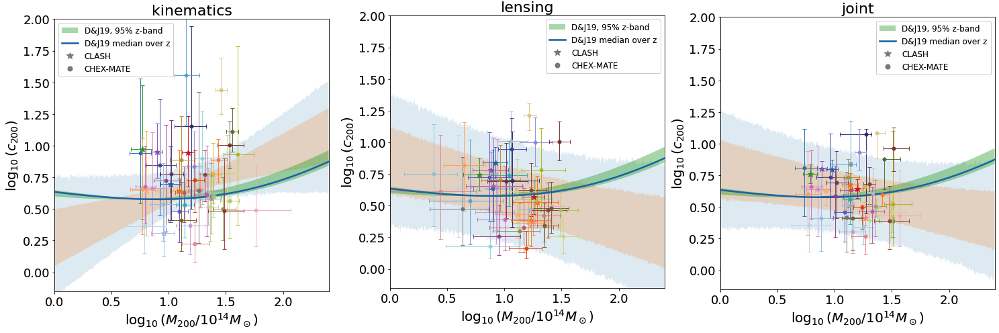 kinematics
2.00
1.75
1.50
1.25
1.00
0.75
0.50
0.25
0.00
log₁₀ (c₂₀₀)
D&J19, 95% z-band
D&J19 median over z
CLASH
CHEX-MATE
0.0 0.5 1.0 1.5 2.0
log₁₀ (M₂₀₀/10¹⁴M⊙)
lensing
2.00
1.75
1.50
1.25
1.00
0.75
0.50
0.25
0.00
log₁₀ (c₂₀₀)
D&J19, 95% z-band
D&J19 median over z
CLASH
CHEX-MATE
0.0 0.5 1.0 1.5 2.0
log₁₀ (M₂₀₀/10¹⁴M⊙)
joint
2.00
1.75
1.50
1.25
1.00
0.75
0.50
0.25
0.00
log₁₀ (c₂₀₀)
D&J19, 95% z-band
D&J19 median over z
CLASH
CHEX-MATE
0.0 0.5 1.0 1.5 2.0
log₁₀ (M₂₀₀/10¹⁴M⊙)